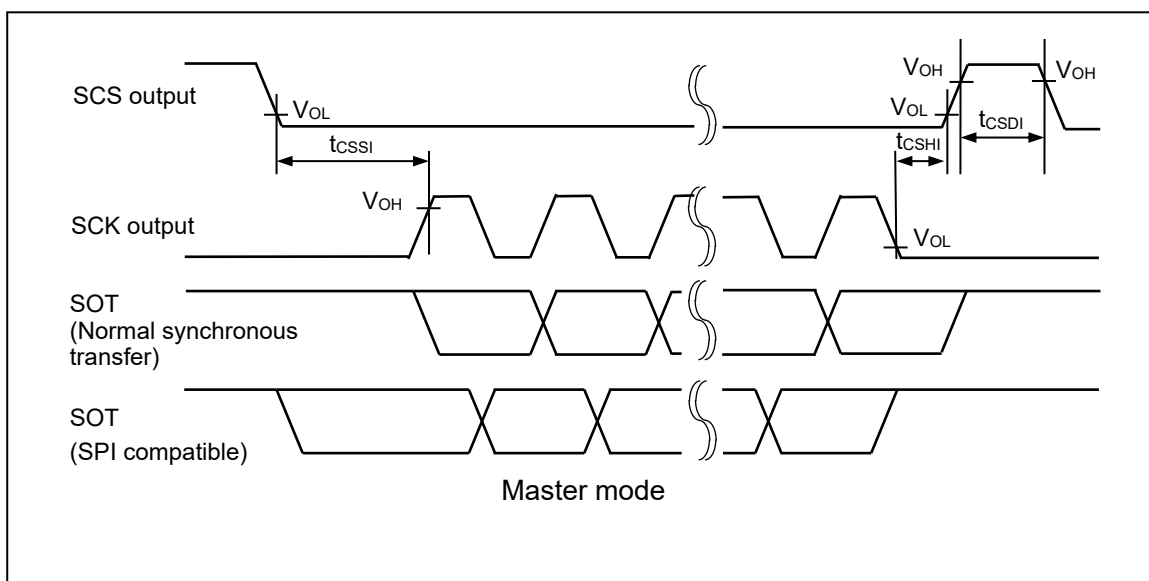 SCS output
VOL
VOH
VOL
VOH
tCSSI
tCSHI
tCSDI
SCK output
VOH
VOL
SOT
(Normal synchronous
transfer)
SOT
(SPI compatible)
Master mode